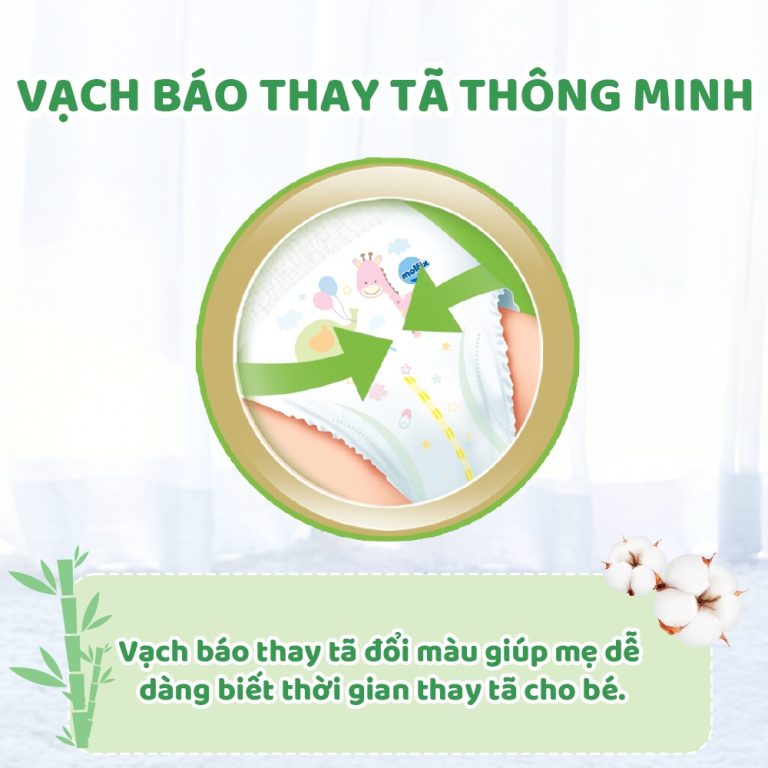 VẠCH BÁO THAY TÃ THÔNG MINH
molfix
Vạch báo thay tã đổi màu giúp mẹ dễ
dàng biết thời gian thay tã cho bé.